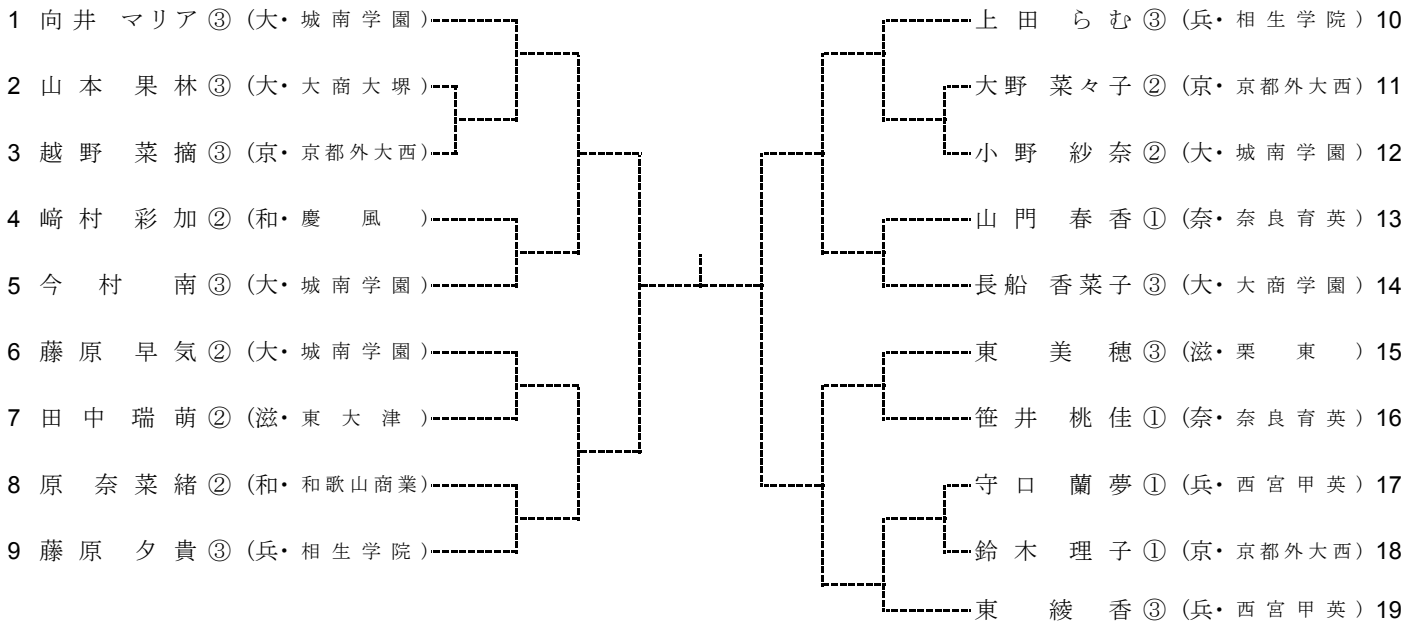 1 向井 マリア ③ (大・城南学園)
2 山本 果林 ③ (大・大商大堺)
3 越野 菜摘 ③ (京・京都外大西)
4 﨑村 彩加 ② (和・慶風)
5 今村 南 ③ (大・城南学園)
6 藤原 早気 ② (大・城南学園)
7 田中 瑞萌 ② (滋・東大津)
8 原 奈菜緒 ② (和・和歌山商業)
9 藤原 夕貴 ③ (兵・相生学院)
上田 らむ ③ (兵・相生学院) 10
大野 菜々子 ② (京・京都外大西) 11
小野 紗奈 ② (大・城南学園) 12
山門 春香 ① (奈・奈良育英) 13
長船 香菜子 ③ (大・大商学園) 14
東 美穂 ③ (滋・栗東) 15
笹井 桃佳 ① (奈・奈良育英) 16
守口 蘭夢 ① (兵・西宮甲英) 17
鈴木 理子 ① (京・京都外大西) 18
東 綾香 ③ (兵・西宮甲英) 19